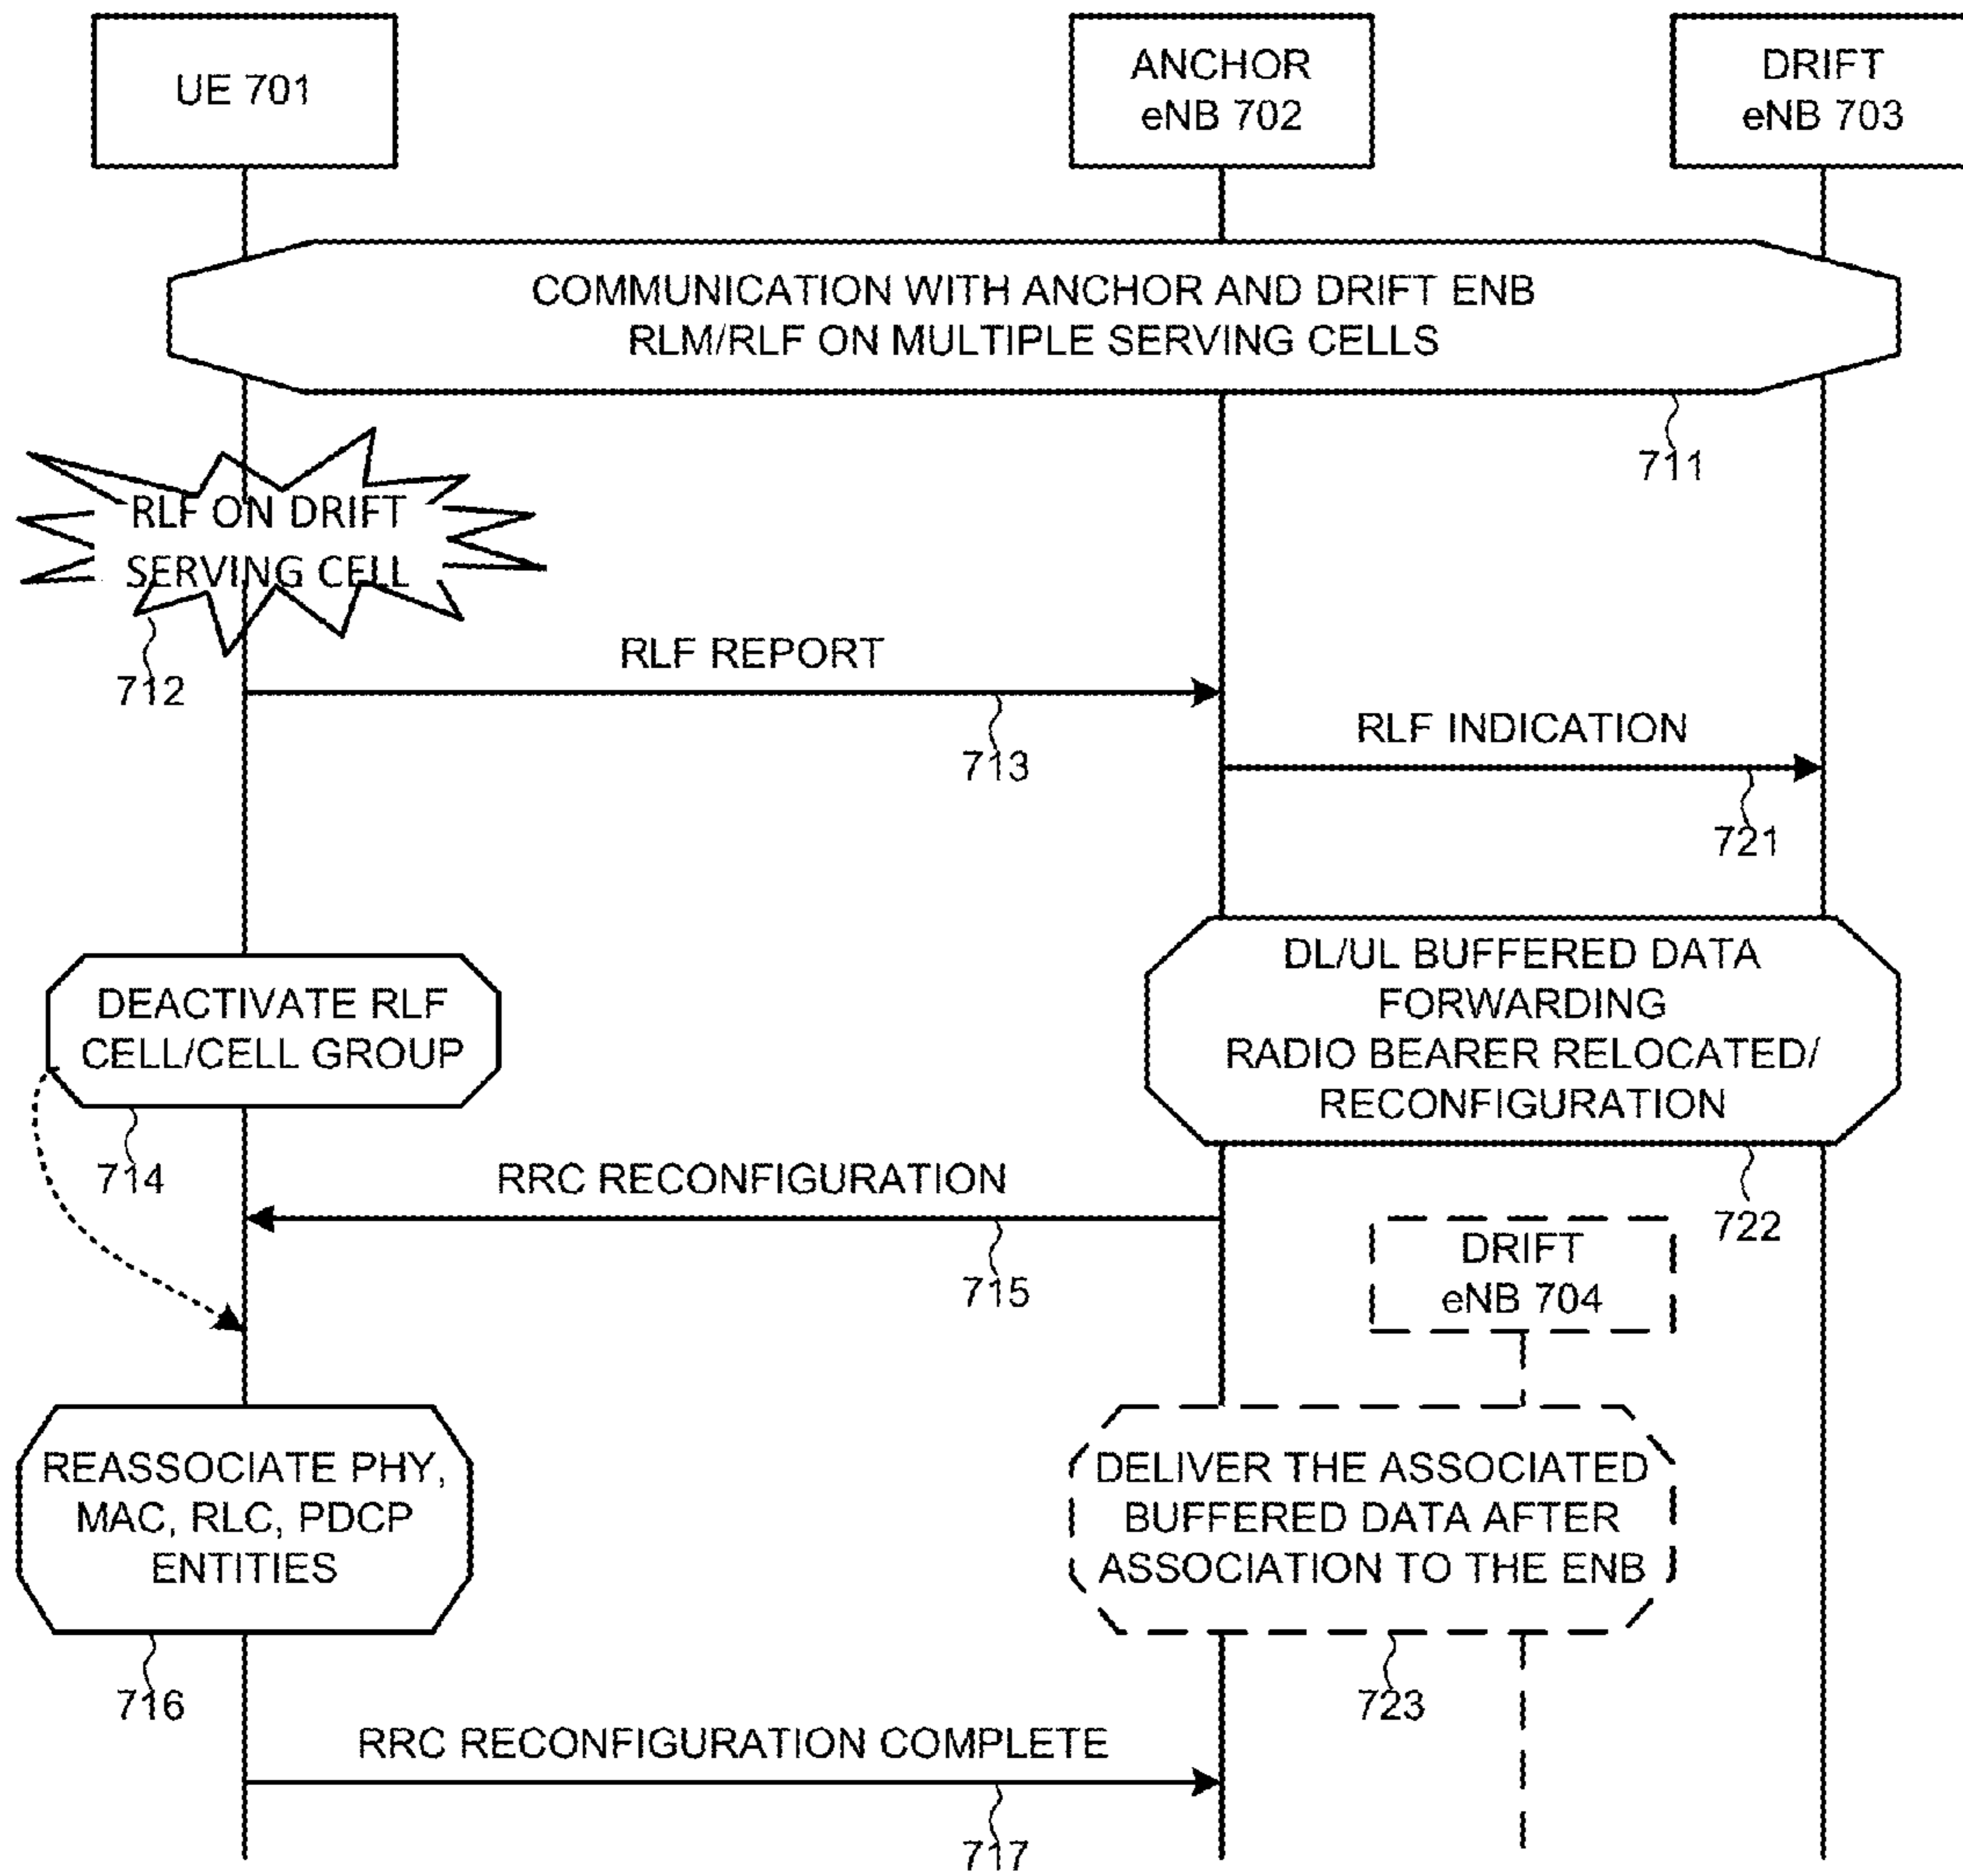 UE 701
ANCHOR
eNB 702
DRIFT
eNB 703
COMMUNICATION WITH ANCHOR AND DRIFT ENB
RLM/RLF ON MULTIPLE SERVING CELLS
711
RLF ON DRIFT
SERVING CELL
712
RLF REPORT
713
RLF INDICATION
721
DEACTIVATE RLF
CELL/CELL GROUP
714
DL/UL BUFFERED DATA
FORWARDING
RADIO BEARER RELOCATED/
RECONFIGURATION
722
RRC RECONFIGURATION
715
DRIFT
eNB 704
REASSOCIATE PHY,
MAC, RLC, PDCP
ENTITIES
716
DELIVER THE ASSOCIATED
BUFFERED DATA AFTER
ASSOCIATION TO THE ENB
723
RRC RECONFIGURATION COMPLETE
717